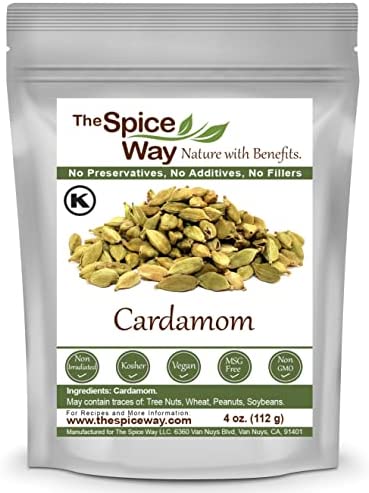 The Spice
Way Nature with Benefits.
No Preservatives, No Additives, No Fillers
K
Cardamom
Non
Irradiated
Kosher
Vegan
MSG
Free
Non
GMO
Ingredients: Cardamom.
May contain traces of: Tree Nuts, Wheat, Peanuts, Soybeans.
For Recipes and More Information:
www.thespiceway.com
4 oz. (112 g)
Manufactured for The Spice Way LLC. 6360 Van Nuys Blvd, Van Nuys, CA, 91401